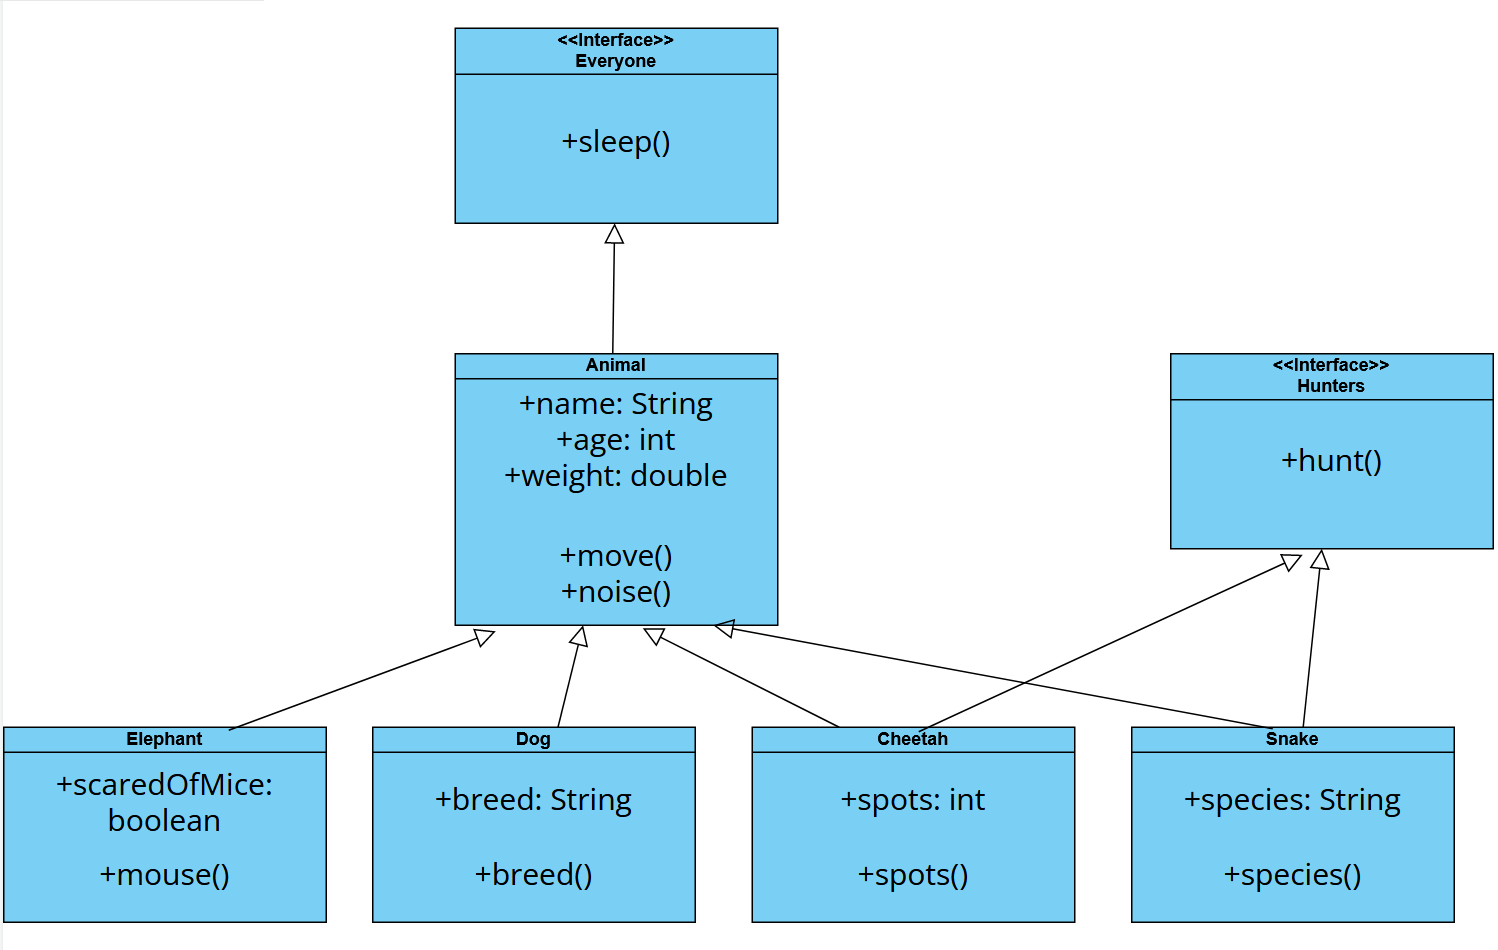 <<Interface>>
Everyone
+sleep()
Animal
+name: String
+age: int
+weight: double
+move()
+noise()
<<Interface>>
Hunters
+hunt()
Elephant
+scaredOfMice:
boolean
+mouse()
Dog
+breed: String
+breed()
Cheetah
+spots: int
+spots()
Snake
+species: String
+species()